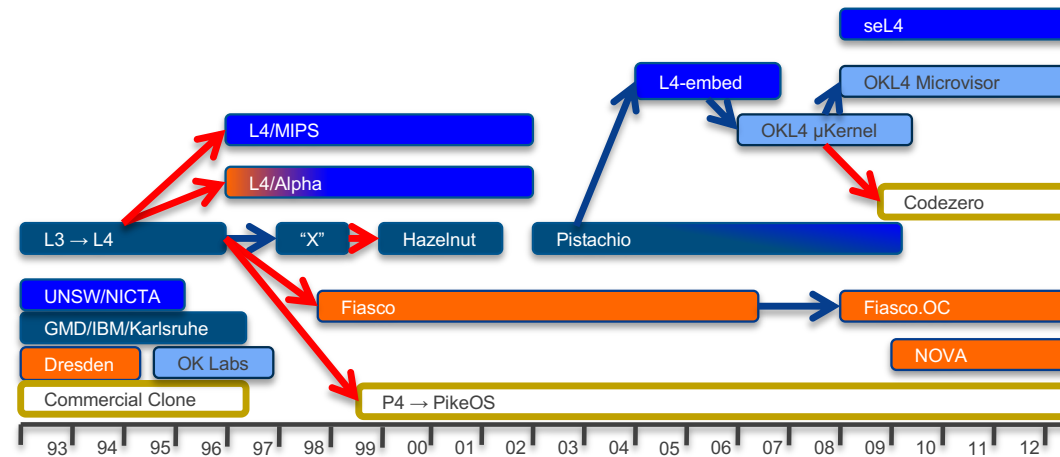 seL4
L4-embed
OKL4 Microvisor
L4/MIPS
OKL4 µKernel
L4/Alpha
Codezero
L3 → L4
“X”
Hazelnut
Pistachio
UNSW/NICTA
Fiasco
Fiasco.OC
GMD/IBM/Karlsruhe
Dresden
OK Labs
NOVA
Commercial Clone
P4 → PikeOS
93 94 95 96 97 98 99 00 01 02 03 04 05 06 07 08 09 10 11 12